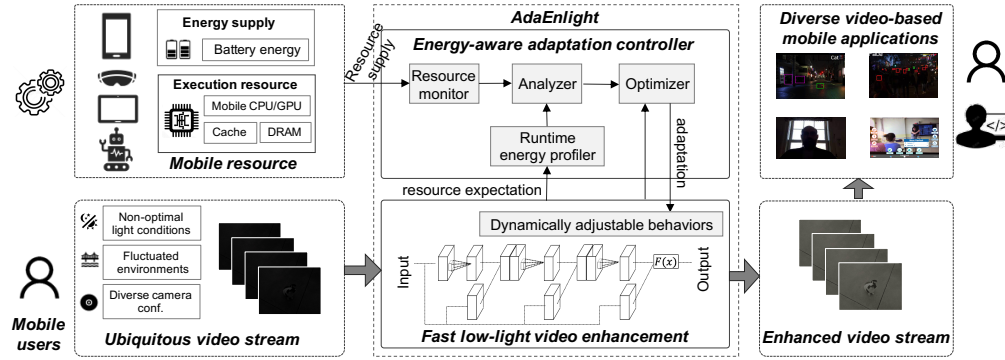 Energy supply
Battery energy
Execution resource
Mobile CPU/GPU
Cache
DRAM
Mobile resource
Resource
supply
AdaEnlight
Energy-aware adaptation controller
Resource
monitor
Analyzer
Optimizer
Runtime
energy profiler
adaptation
resource expectation
Diverse video-based
mobile applications
</>
Mobile
users
Non-optimal
light conditions
Fluctuated
environments
Diverse camera
conf.
Ubiquitous video stream
Dynamically adjustable behaviors
Input
F(x)
Output
Fast low-light video enhancement
Enhanced video stream